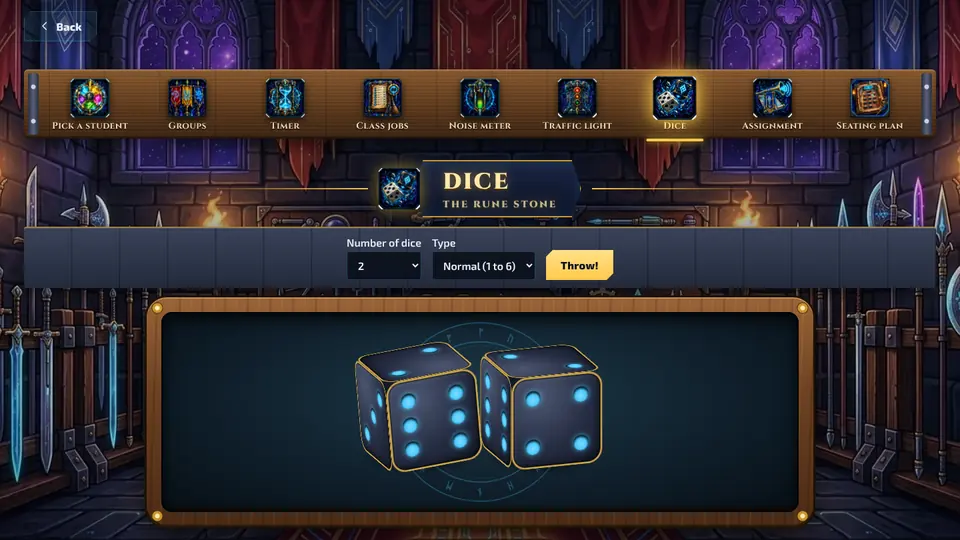 Back
PICK A STUDENT
GROUPS
TIMER
CLASS JOBS
NOISE METER
TRAFFIC LIGHT
DICE
ASSIGNMENT
SEATING PLAN
DICE
THE RUNE STONE
Number of dice
Type
2
Normal (1 to 6)
Throw!